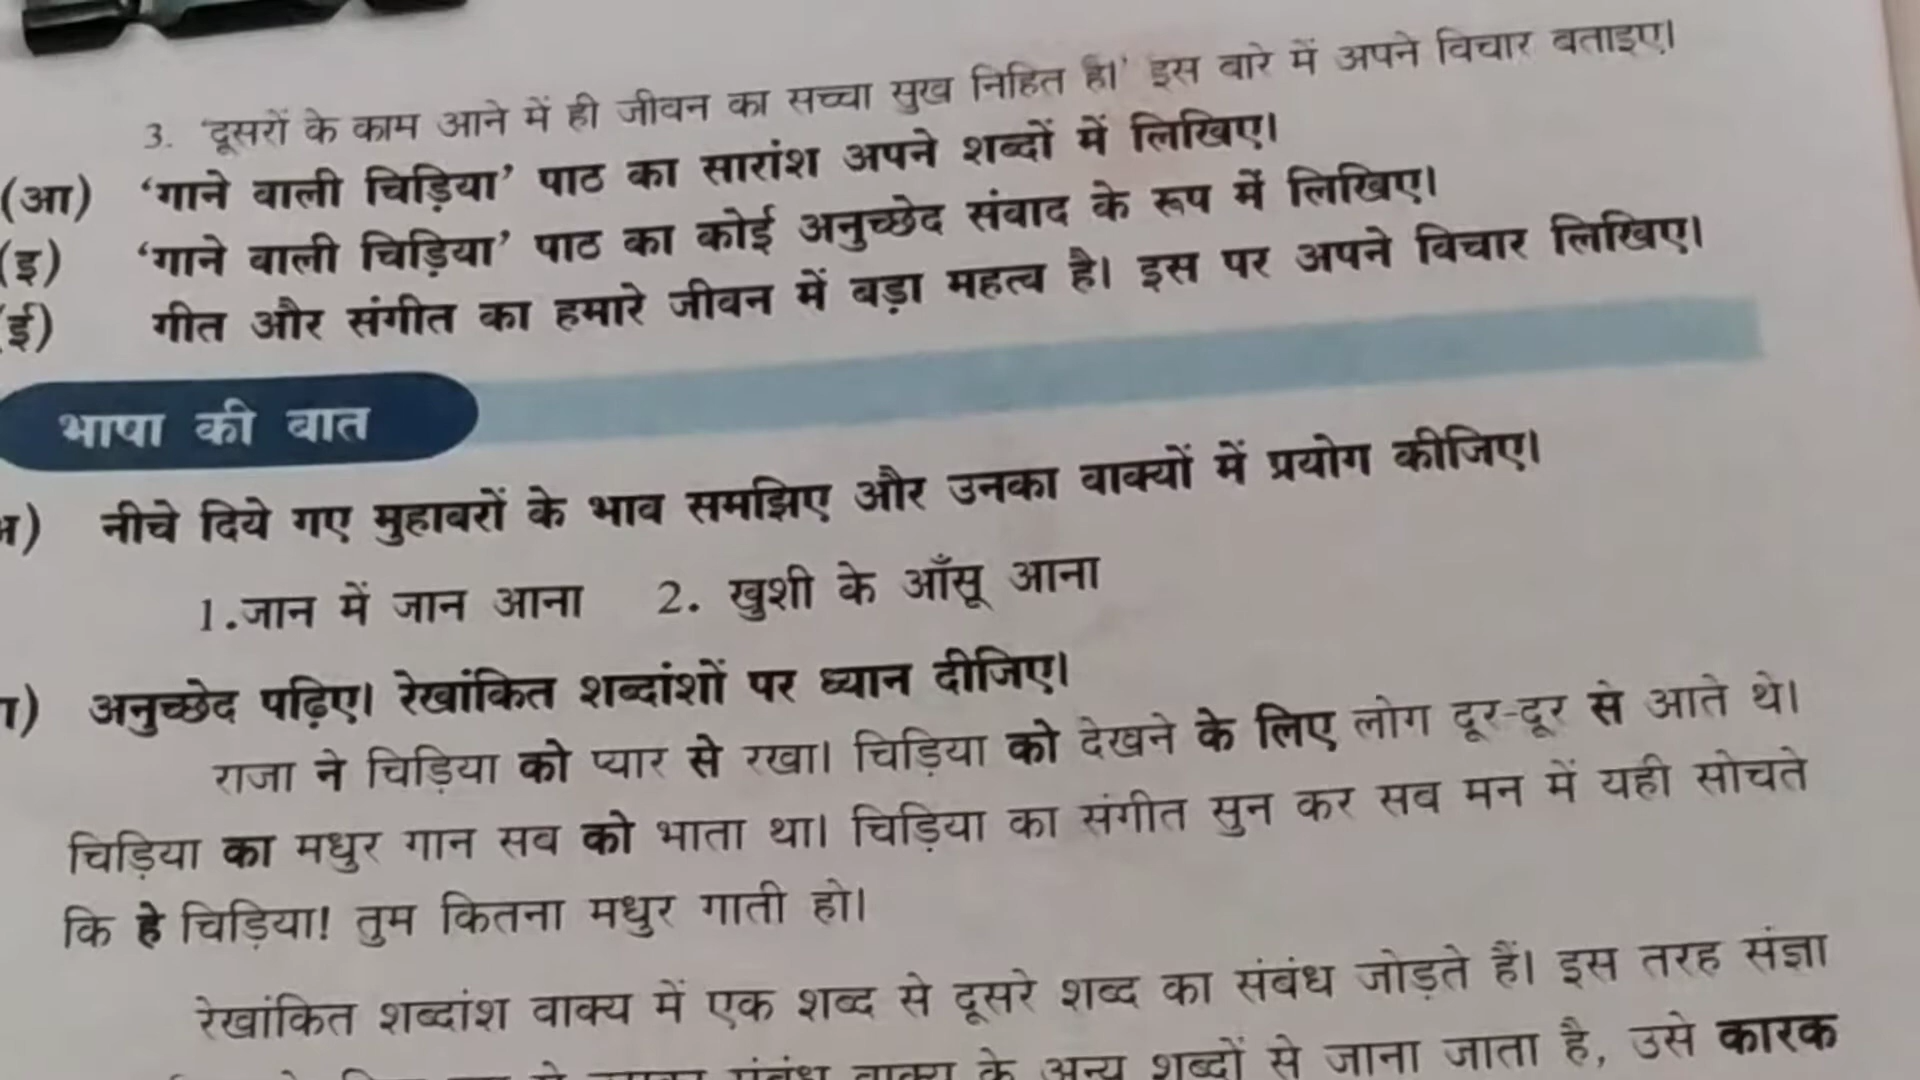 3. 'दूसरों के काम आने में ही जीवन का सच्चा सुख निहित है।' इस बारे में अपने विचार बताइए।
(आ) 'गाने वाली चिड़िया' पाठ का सारांश अपने शब्दों में लिखिए।
(इ) 'गाने वाली चिड़िया' पाठ का कोई अनुच्छेद संवाद के रूप में लिखिए।
ई) गीत और संगीत का हमारे जीवन में बड़ा महत्व है। इस पर अपने विचार लिखिए।
भाषा की बात
) नीचे दिये गए मुहावरों के भाव समझिए और उनका वाक्यों में प्रयोग कीजिए।
1.जान में जान आना 2. खुशी के आँसू आना
) अनुच्छेद पढ़िए। रेखांकित शब्दांशों पर ध्यान दीजिए।
राजा ने चिड़िया को प्यार से रखा। चिड़िया को देखने के लिए लोग दूर-दूर से आते थे।
चिड़िया का मधुर गान सब को भाता था। चिड़िया का संगीत सुन कर सब मन में यही सोचते
कि हे चिड़िया! तुम कितना मधुर गाती हो।
रेखांकित शब्दांश वाक्य में एक शब्द से दूसरे शब्द का संबंध जोड़ते हैं। इस तरह संज्ञा
संबंध वाक्य के अन्य शब्दों से जाना जाता है, उसे कारक